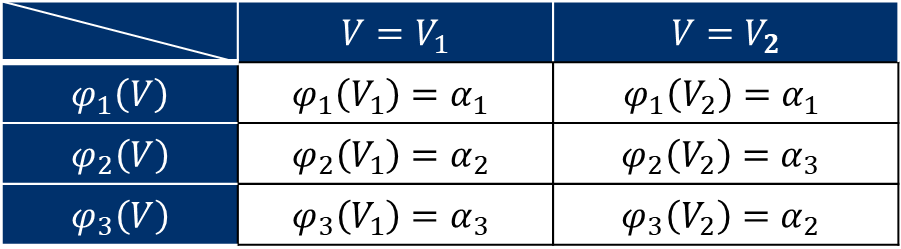 V = V₁ V = V₂
φ₁(V) φ₁(V₁) = α₁ φ₁(V₂) = α₁
φ₂(V) φ₂(V₁) = α₂ φ₂(V₂) = α₃
φ₃(V) φ₃(V₁) = α₃ φ₃(V₂) = α₂